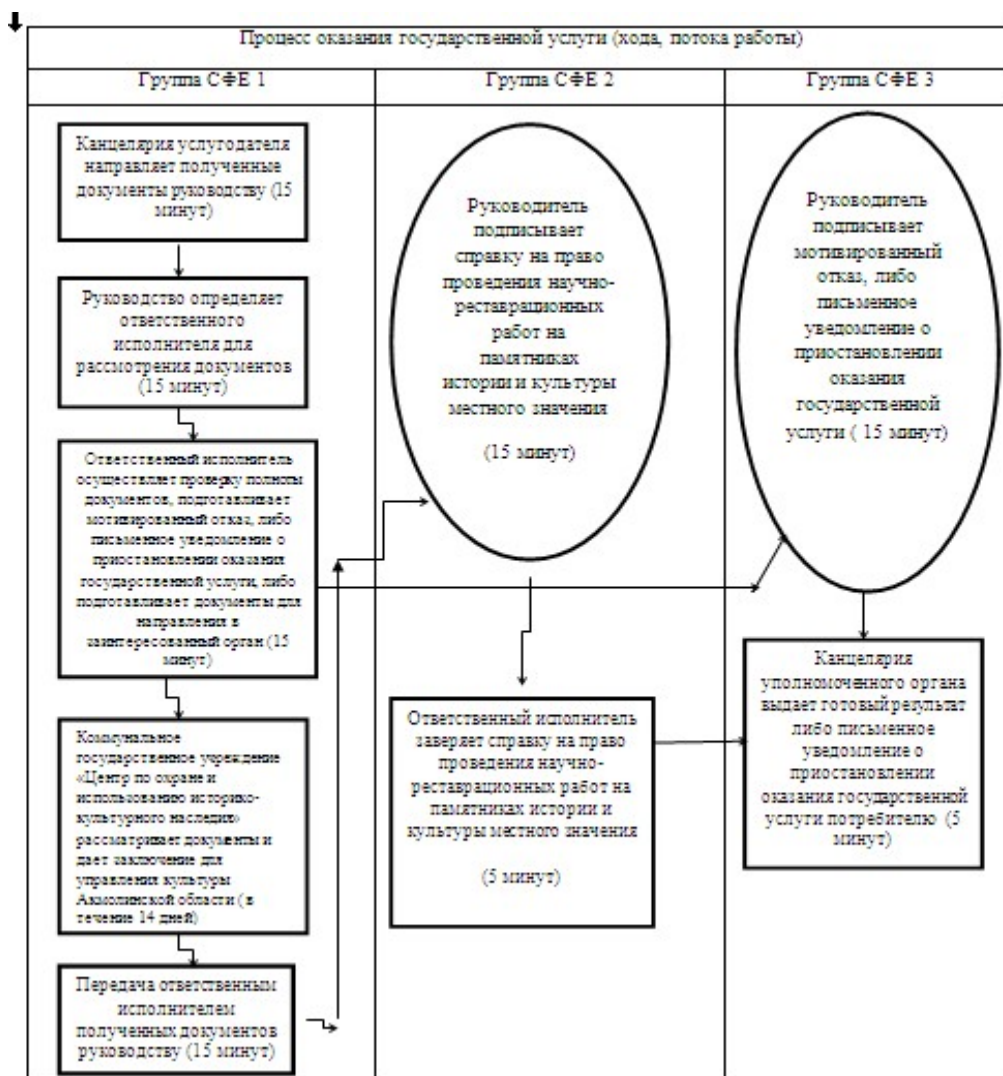 Процесс оказания государственной услуги (хода, потока работы)
Группа СФЕ 1
Группа СФЕ 2
Группа СФЕ 3
Канцелярия услугодателя
направляет полученные
документы руководству (15
минут)
Руководство определяет
ответственного
исполнителя для
рассмотрения документов
(15 минут)
Ответственный исполнитель
осуществляет проверку полноты
документов, подготавливает
мотивированный отказ, либо
письменное уведомление о
приостановлении оказания
государственной услуги, либо
подготавливает документы для
направления в
заинтересованный орган (15
минут)
Коммунальное
государственное учреждение
«Центр по охране и
использованию историко-
культурного наследия»
рассматривает документы и
дает заключение для
управления культуры
Акмолинской области ( в
течение 14 дней)
Передача ответственным
исполнителем
полученных документов
руководству (15 минут)
Руководитель
подписывает
справку на право
проведения научно-
реставрационных
работ на
памятниках
истории и культуры
местного значения
(15 минут)
Ответственный исполнитель
заверяет справку на право
проведения научно-
реставрационных работ на
памятниках истории и
культуры местного значения
(5 минут)
Руководитель
подписывает
мотивированный
отказ, либо
письменное
уведомление о
приостановлении
оказания
государственной
услуги ( 15 минут)
Канцелярия
уполномоченного органа
выдает готовый результат
либо письменное
уведомление о
приостановлении
оказания государственной
услуги потребителю (5
минут)